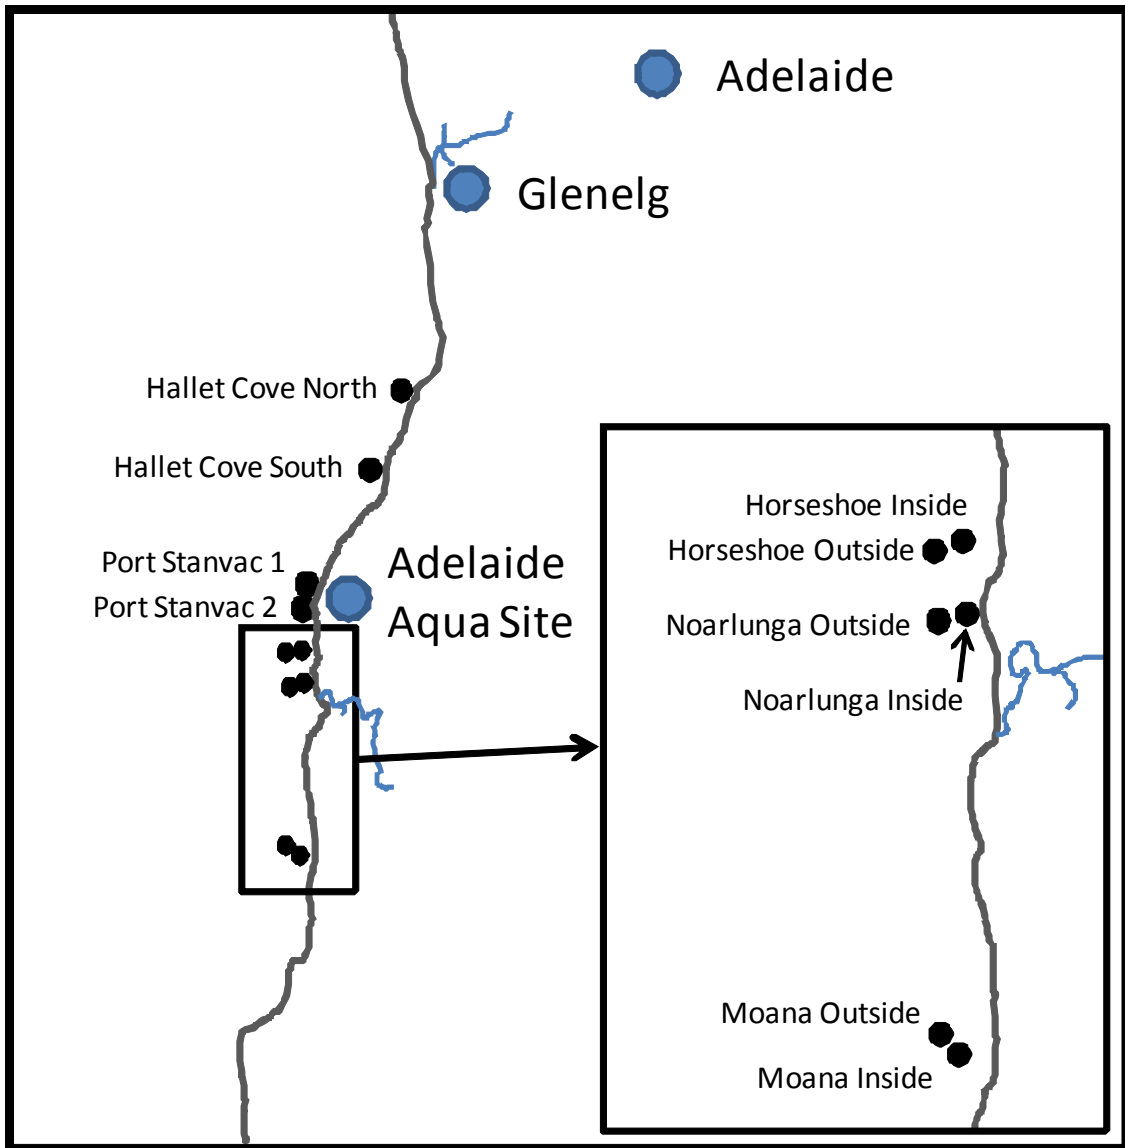 Adelaide
Glenelg
Hallet Cove North
Hallet Cove South
Port Stanvac 1
Port Stanvac 2
Adelaide
Aqua Site
Horseshoe Inside
Horseshoe Outside
Noarlunga Outside
Noarlunga Inside
Moana Outside
Moana Inside